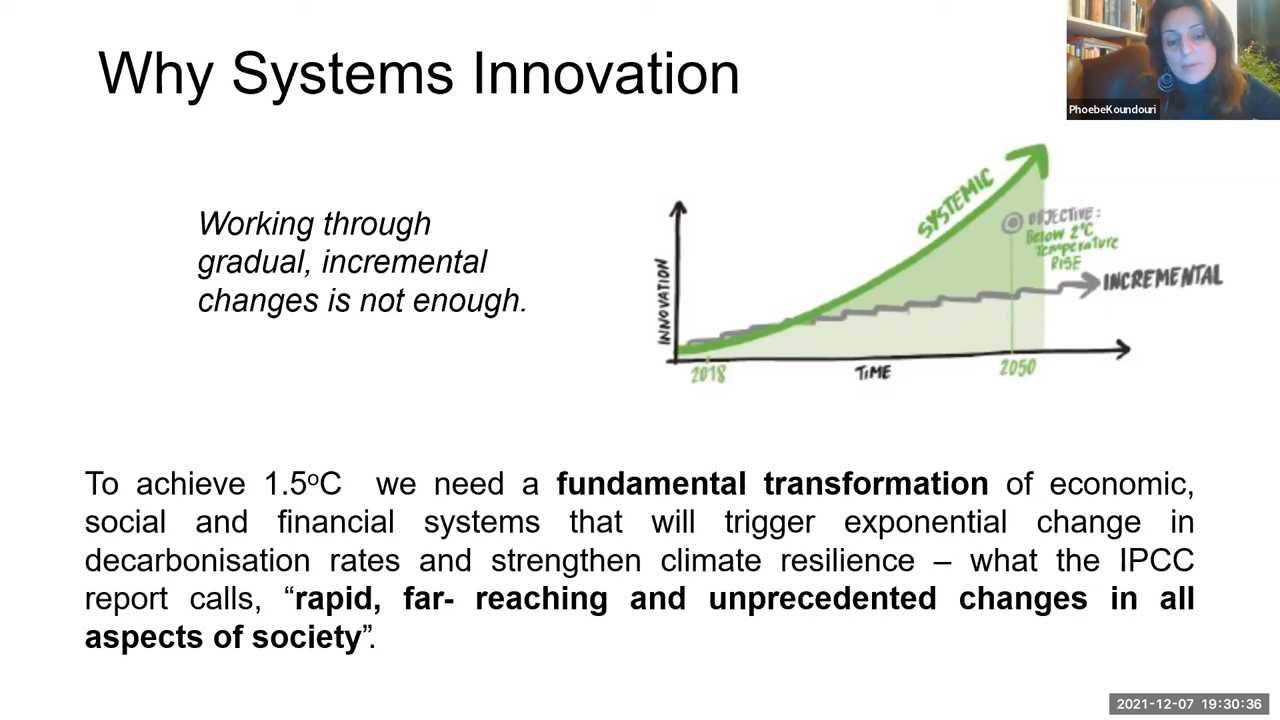 Why Systems Innovation
PhoebeKoundouri
Working through
gradual, incremental
changes is not enough.
SYSTEMIC
OBJECTIVE:
Below 2°C
Temperature
RISE
INCREMENTAL
INNOVATION
2018
TIME
2050
To achieve 1.5ºC we need a fundamental transformation of economic,
social and financial systems that will trigger exponential change in
decarbonisation rates and strengthen climate resilience – what the IPCC
report calls, “rapid, far- reaching and unprecedented changes in all
aspects of society”.
2021-12-07 19:30:36